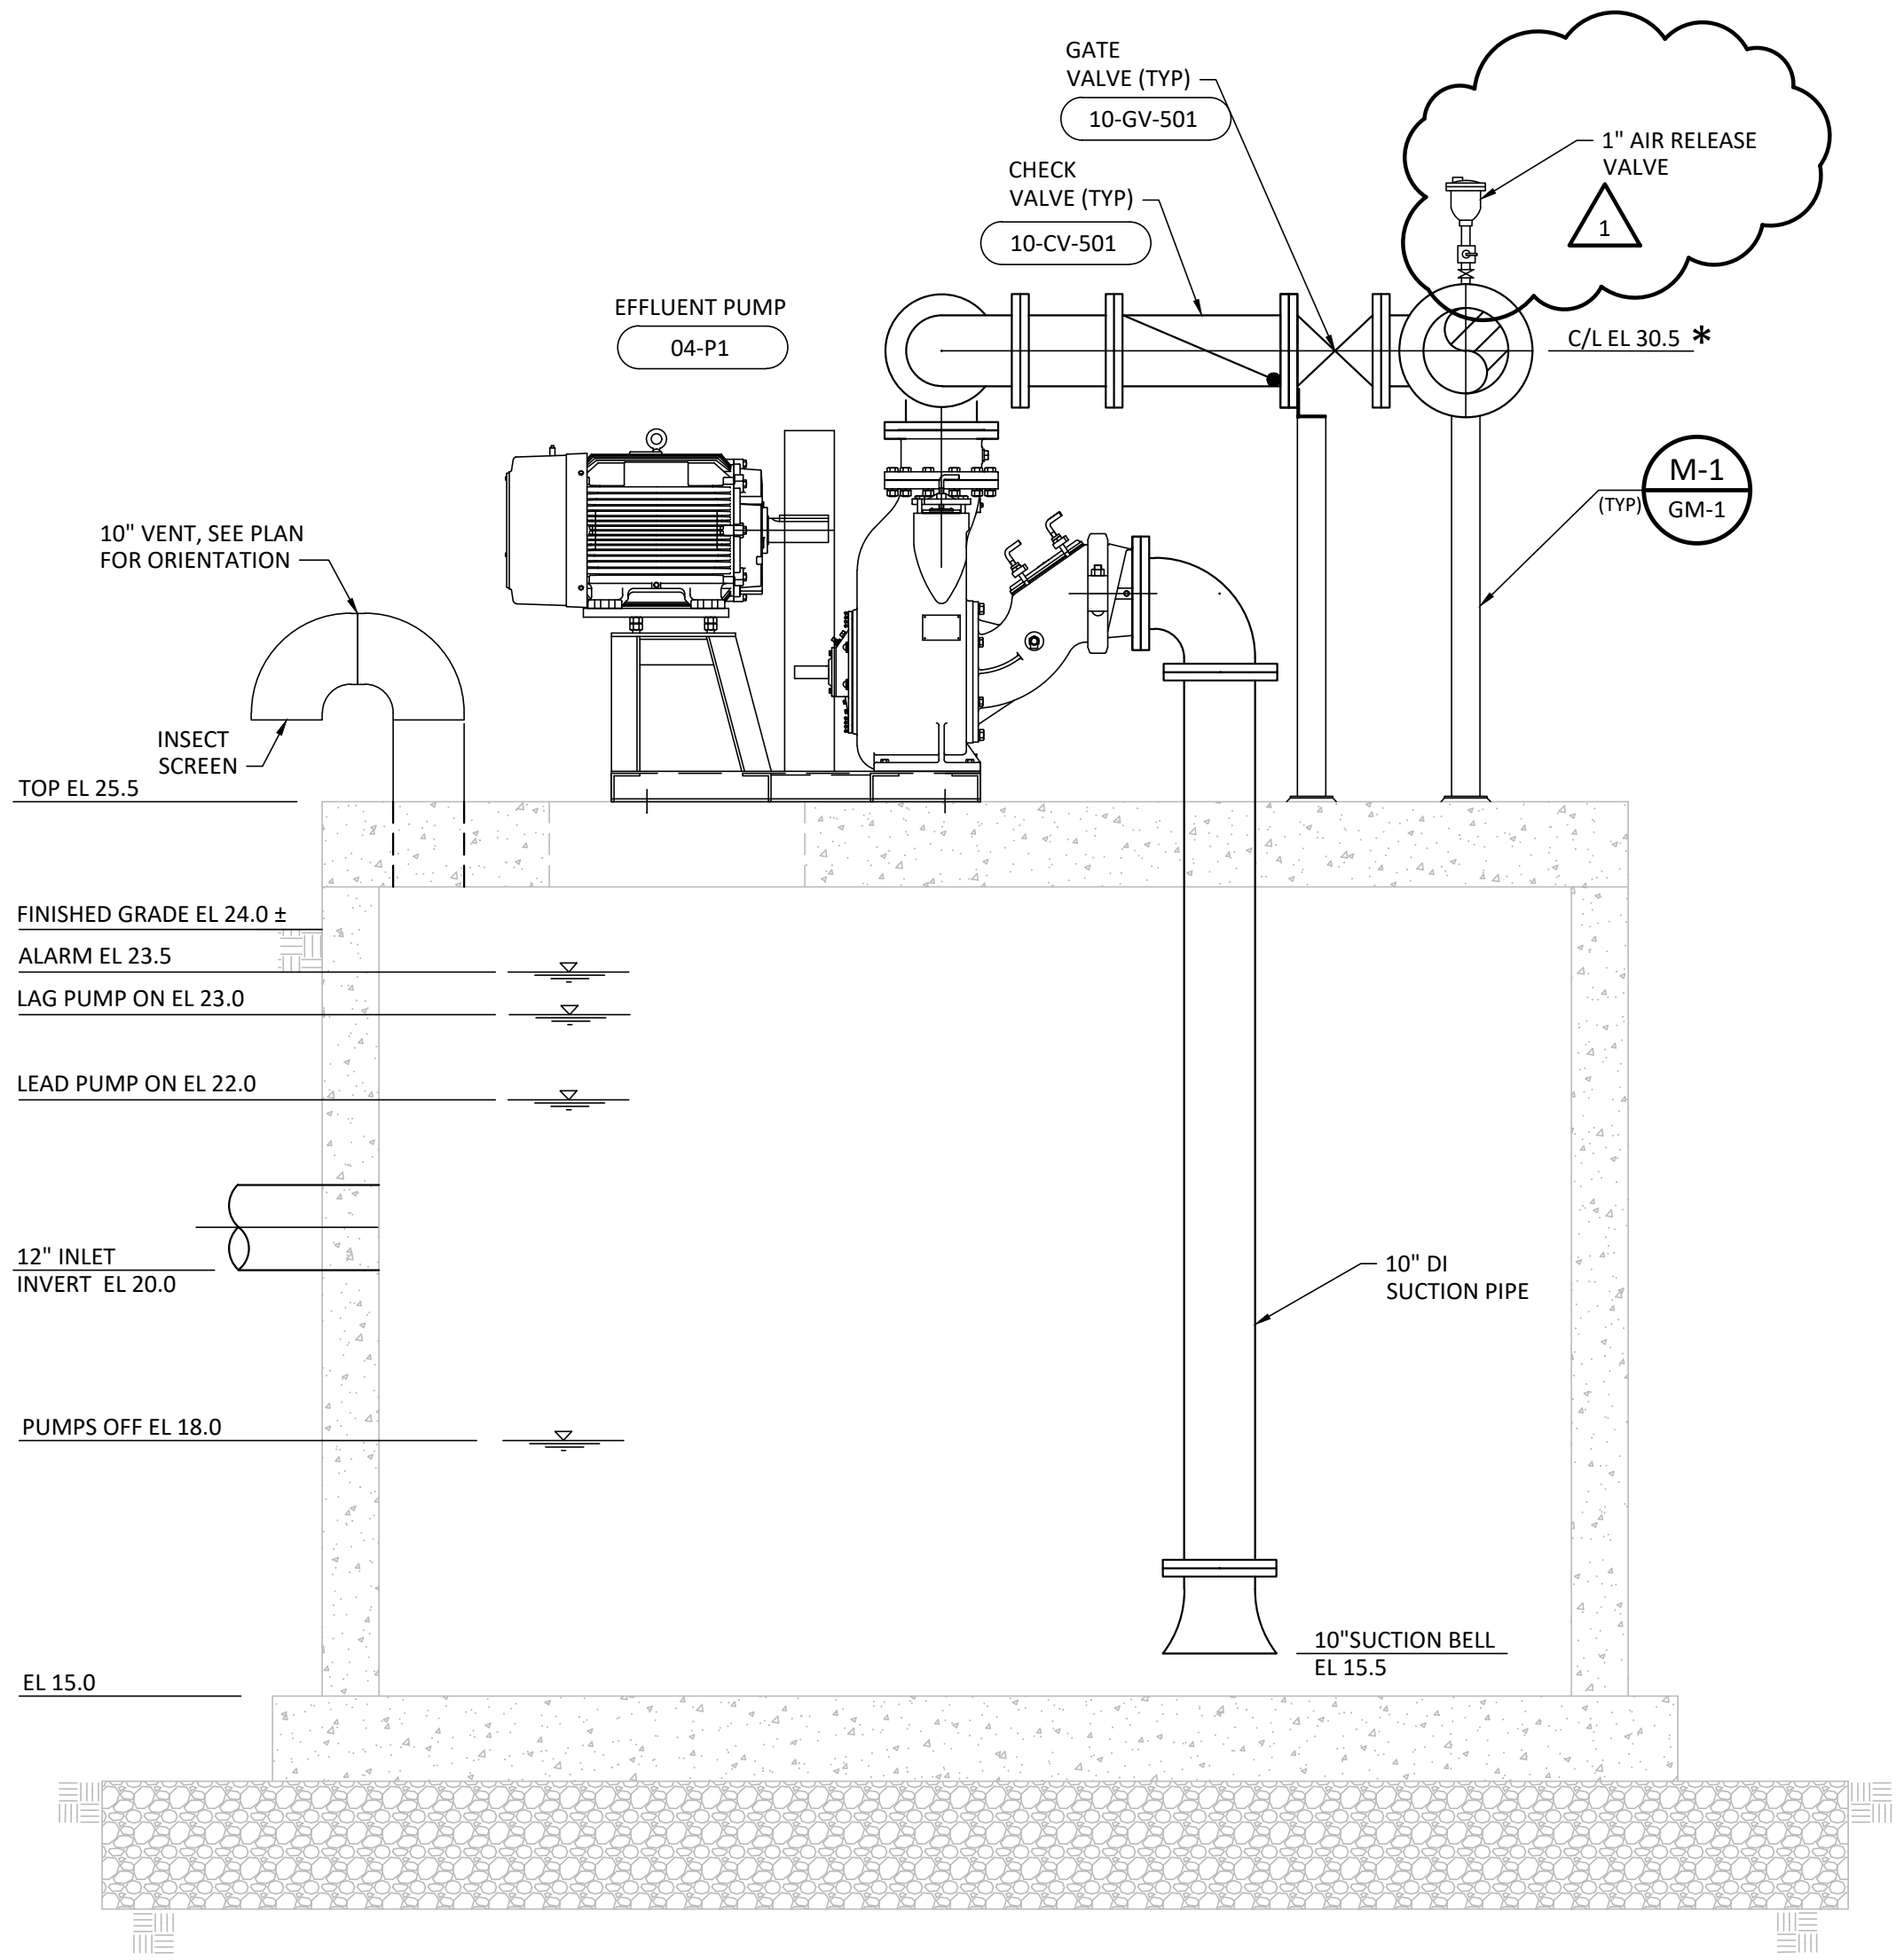 GATE
VALVE (TYP)
10-GV-501
1" AIR RELEASE
VALVE
1
CHECK
VALVE (TYP)
10-CV-501
EFFLUENT PUMP
04-P1
C/L EL 30.5 *
M-1
GM-1
(TYP)
10" VENT, SEE PLAN
FOR ORIENTATION
INSECT
SCREEN
TOP EL 25.5
FINISHED GRADE EL 24.0 ±
ALARM EL 23.5
LAG PUMP ON EL 23.0
LEAD PUMP ON EL 22.0
12" INLET
INVERT EL 20.0
10" DI
SUCTION PIPE
PUMPS OFF EL 18.0
10"SUCTION BELL
EL 15.5
EL 15.0